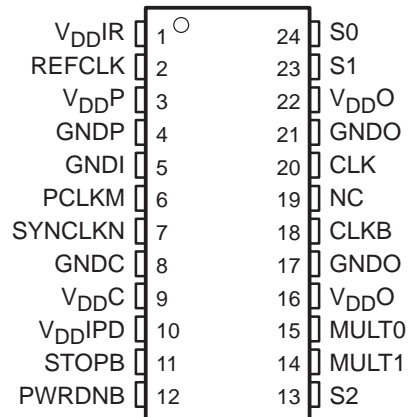 VDDIR 1 24 S0
REFCLK 2 23 S1
VDDP 3 22 VDDO
GNDP 4 21 GNDO
GNDI 5 20 CLK
PCLKM 6 19 NC
SYNCLKN 7 18 CLKB
GNDC 8 17 GNDO
VDDC 9 16 VDDO
VDDIPD 10 15 MULT0
STOPB 11 14 MULT1
PWRDNB 12 13 S2